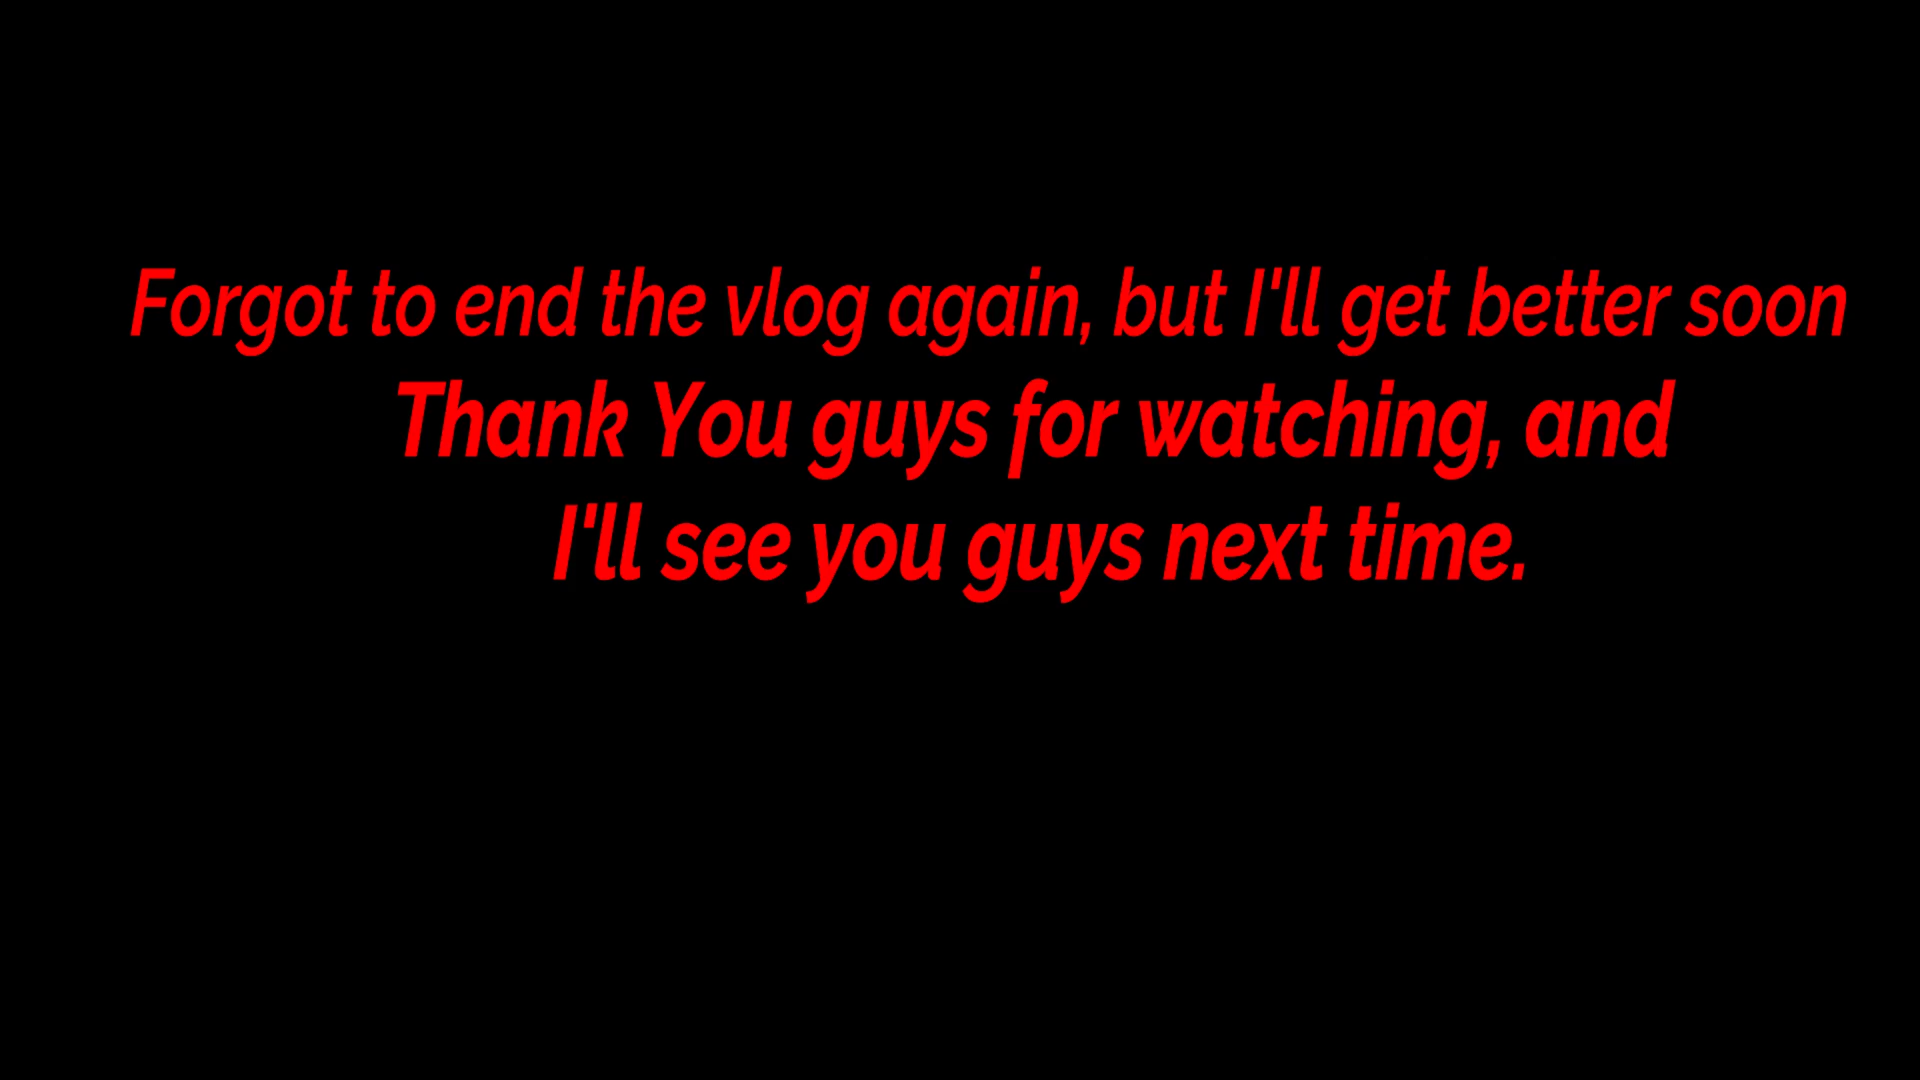 Forgot to end the vlog again, but I'll get better soon
Thank You guys for watching, and
I'll see you guys next time.